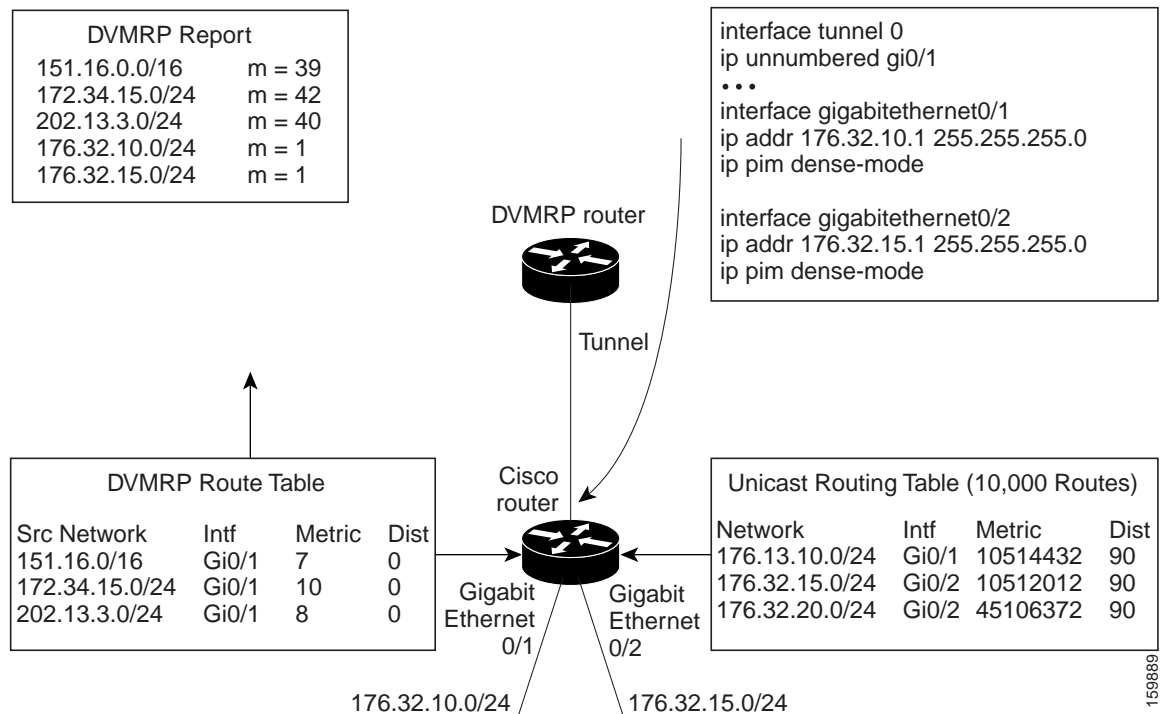 DVMRP Report
151.16.0.0/16 m = 39
172.34.15.0/24 m = 42
202.13.3.0/24 m = 40
176.32.10.0/24 m = 1
176.32.15.0/24 m = 1
interface tunnel 0
ip unnumbered gi0/1
• • •
interface gigabitethernet0/1
ip addr 176.32.10.1 255.255.255.0
ip pim dense-mode
interface gigabitethernet0/2
ip addr 176.32.15.1 255.255.255.0
ip pim dense-mode
DVMRP router
Tunnel
DVMRP Route Table
Src Network Intf Metric Dist
151.16.0/16 Gi0/1 7 0
172.34.15.0/24 Gi0/1 10 0
202.13.3.0/24 Gi0/1 8 0
Cisco
router
Gigabit
Ethernet
0/1
Gigabit
Ethernet
0/2
Unicast Routing Table (10,000 Routes)
Network Intf Metric Dist
176.13.10.0/24 Gi0/1 10514432 90
176.32.15.0/24 Gi0/2 10512012 90
176.32.20.0/24 Gi0/2 45106372 90
176.32.10.0/24
176.32.15.0/24
159889